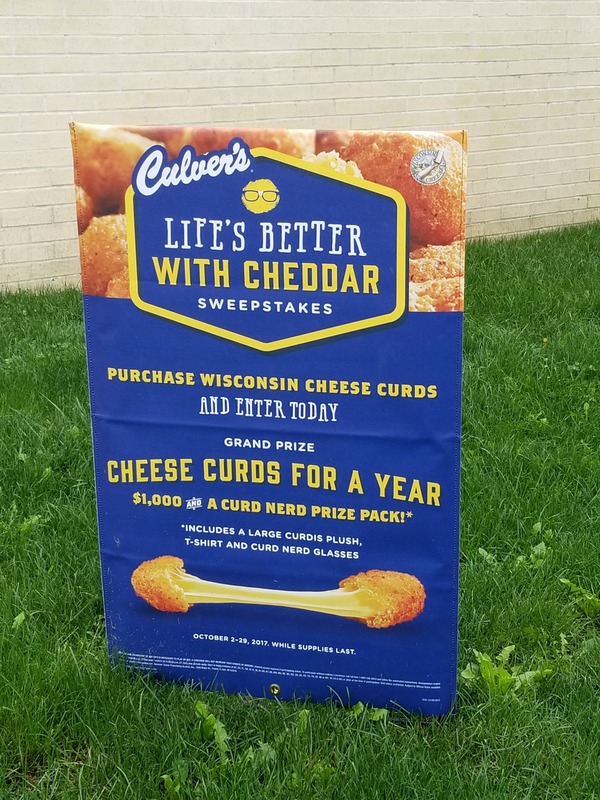 Culver's
WISCONSIN
LIFE'S BETTER
WITH CHEDDAR
SWEEPSTAKES
PURCHASE WISCONSIN CHEESE CURDS
AND ENTER TODAY
GRAND PRIZE
CHEESE CURDS FOR A YEAR
$1,000 AND A CURD NERD PRIZE PACK!*
*INCLUDES A LARGE CURDIS PLUSH,
T-SHIRT AND CURD NERD GLASSES
OCTOBER 2-29, 2017. WHILE SUPPLIES LAST.